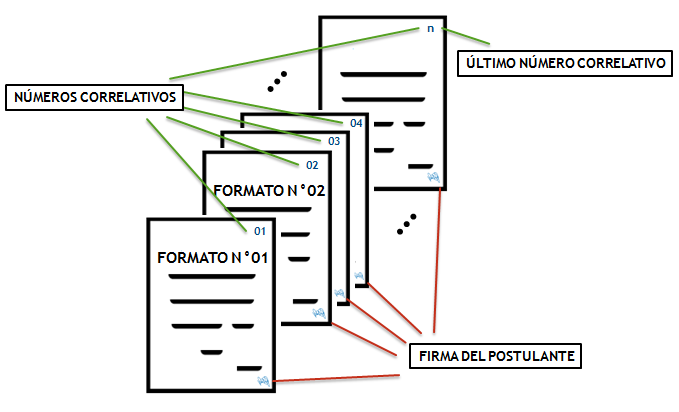 n
ÚLTIMO NÚMERO CORRELATIVO
NÚMEROS CORRELATIVOS
04
03
02
FORMATO N°02
01
FORMATO N°01
FIRMA DEL POSTULANTE